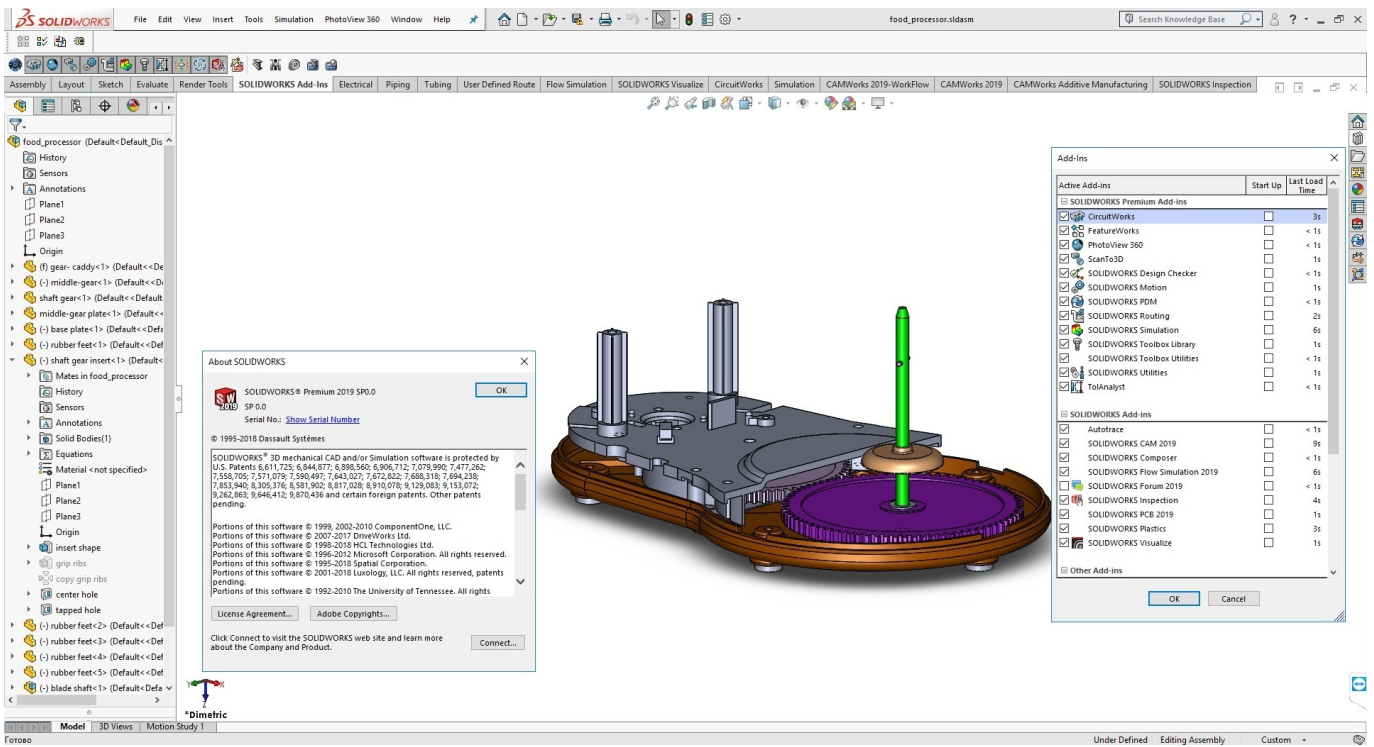 SOLIDWORKS File Edit View Insert Tools Simulation PhotoView 360 Window Help food_processor.sldasm Search Knowledge Base ?
Assembly Layout Sketch Evaluate Render Tools SOLIDWORKS Add-Ins Electrical Piping Tubing User Defined Route Flow Simulation SOLIDWORKS Visualize CircuitWorks Simulation CAMWorks 2019-WorkFlow CAMWorks 2019 CAMWorks Additive Manufacturing SOLIDWORKS Inspection
food_processor (Default<Default_Dis
History
Sensors
Annotations
Plane1
Plane2
Plane3
Origin
(f) gear- caddy<1> (Default<<De
(-) middle-gear<1> (Default<<D
shaft gear<1> (Default<<Default
middle-gear plate<1> (Default<<
(-) base plate<1> (Default<<Defa
(-) rubber feet<1> (Default<<Def
(-) shaft gear insert<1> (Default<
Mates in food_processor
History
Sensors
Annotations
Solid Bodies(1)
Equations
Material <not specified>
Plane1
Plane2
Plane3
Origin
insert shape
grip ribs
copy grip ribs
center hole
tapped hole
(-) rubber feet<2> (Default<<Def
(-) rubber feet<3> (Default<<Def
(-) rubber feet<4> (Default<<Def
(-) rubber feet<5> (Default<<Def
(-) blade shaft<1> (Default<Defa
About SOLIDWORKS
SW 2019
SOLIDWORKS® Premium 2019 SP0.0
OK
SP 0.0
Serial No.: Show Serial Number
© 1995-2018 Dassault Systèmes
SOLIDWORKS® 3D mechanical CAD and/or Simulation software is protected by
U.S. Patents 6,611,725; 6,844,877; 6,898,560; 6,906,712; 7,079,990; 7,477,262;
7,558,705; 7,571,079; 7,590,497; 7,643,027; 7,672,822; 7,688,318; 7,694,238;
7,853,940; 8,305,376; 8,581,902; 8,817,028; 8,910,078; 9,129,083; 9,153,072;
9,262,863; 9,646,412; 9,870,436 and certain foreign patents. Other patents
pending.
Portions of this software © 1999, 2002-2010 ComponentOne, LLC.
Portions of this software © 2007-2017 DriveWorks Ltd.
Portions of this software © 1998-2018 HCL Technologies Ltd.
Portions of this software © 1996-2012 Microsoft Corporation. All rights reserved.
Portions of this software © 1995-2018 Spatial Corporation.
Portions of this software © 2001-2018 Luxology, LLC. All rights reserved, patents
pending.
Portions of this software © 1992-2010 The University of Tennessee. All rights
License Agreement... Adobe Copyrights...
Click Connect to visit the SOLIDWORKS web site and learn more
about the Company and Product.
Connect...
Add-Ins
Active Add-ins Start Up Last Load Time
SOLIDWORKS Premium Add-ins
CircuitWorks 3s
FeatureWorks < 1s
PhotoView 360 < 1s
ScanTo3D 1s
SOLIDWORKS Design Checker < 1s
SOLIDWORKS Motion 1s
SOLIDWORKS PDM < 1s
SOLIDWORKS Routing 2s
SOLIDWORKS Simulation 6s
SOLIDWORKS Toolbox Library 1s
SOLIDWORKS Toolbox Utilities < 1s
SOLIDWORKS Utilities 1s
TolAnalyst < 1s
SOLIDWORKS Add-ins
Autotrace < 1s
SOLIDWORKS CAM 2019 9s
SOLIDWORKS Composer < 1s
SOLIDWORKS Flow Simulation 2019 6s
SOLIDWORKS Forum 2019 < 1s
SOLIDWORKS Inspection 4s
SOLIDWORKS PCB 2019 1s
SOLIDWORKS Plastics 3s
SOLIDWORKS Visualize 1s
Other Add-ins
OK Cancel
*Dimetric
Model 3D Views Motion Study 1
Готово Under Defined Editing Assembly Custom